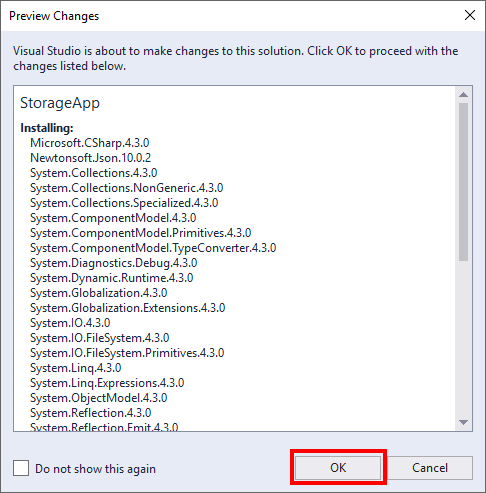 Preview Changes
Visual Studio is about to make changes to this solution. Click OK to proceed with the
changes listed below.
StorageApp
Installing:
Microsoft.CSharp.4.3.0
Newtonsoft.Json.10.0.2
System.Collections.4.3.0
System.Collections.NonGeneric.4.3.0
System.Collections.Specialized.4.3.0
System.ComponentModel.4.3.0
System.ComponentModel.Primitives.4.3.0
System.ComponentModel.TypeConverter.4.3.0
System.Diagnostics.Debug.4.3.0
System.Dynamic.Runtime.4.3.0
System.Globalization.4.3.0
System.Globalization.Extensions.4.3.0
System.IO.4.3.0
System.IO.FileSystem.4.3.0
System.IO.FileSystem.Primitives.4.3.0
System.Linq.4.3.0
System.Linq.Expressions.4.3.0
System.ObjectModel.4.3.0
System.Reflection.4.3.0
System.Reflection.Emit.4.3.0
Do not show this again
OK
Cancel